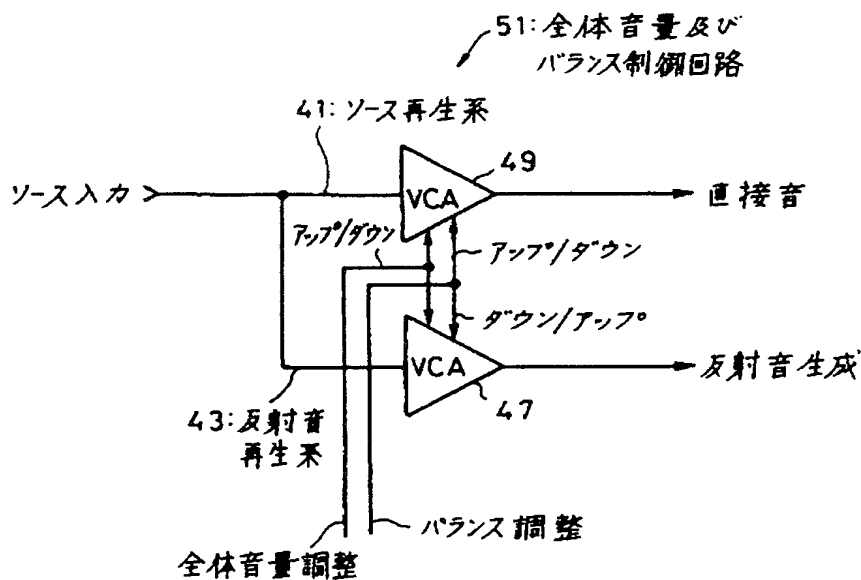 51:全体音量及び
バランス制御回路
41:ソース再生系
49
ソース入力
VCA
直接音
アップ/ダウン
アップ/ダウン
ダウン/アップ
VCA
反射音生成
47
43:反射音
再生系
バランス調整
全体音量調整